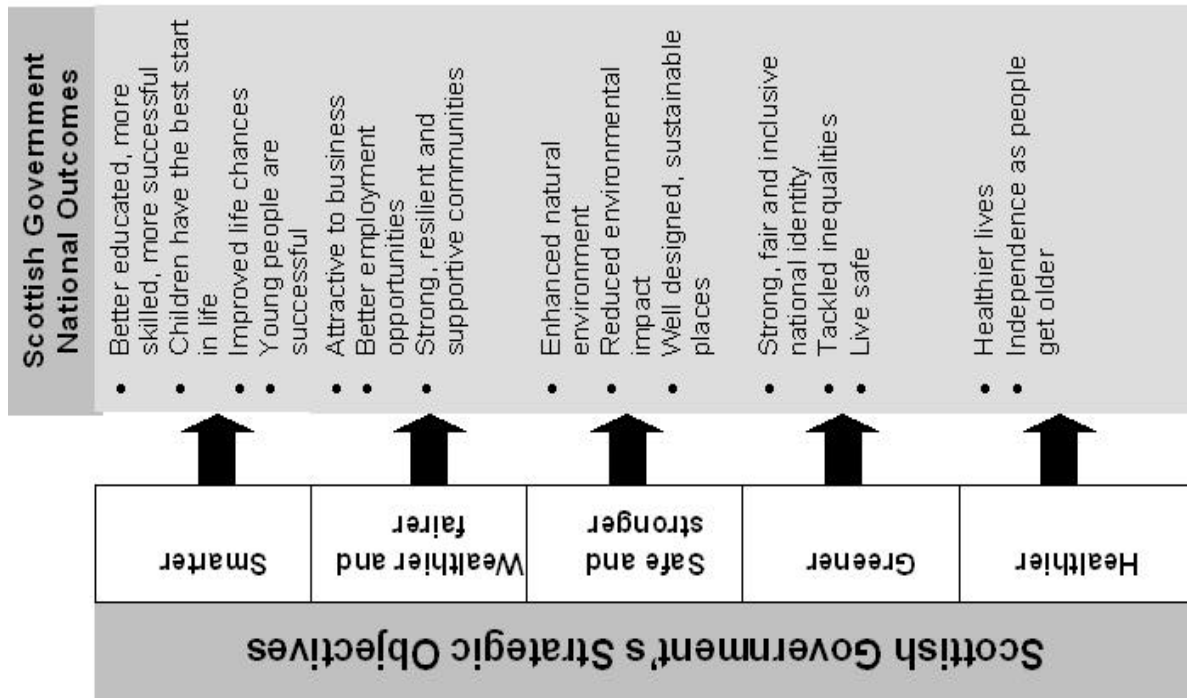 Scottish Government
National Outcomes
• Better educated, more
skilled, more successful
• Children have the best start
in life
• Improved life chances
• Young people are
successful
• Attractive to business
• Better employment
opportunities
• Strong, resilient and
supportive communities
• Enhanced natural
environment
• Reduced environmental
impact
• Well designed, sustainable
places
• Strong, fair and inclusive
national identity
• Tackled inequalities
• Live safe
• Healthier lives
• Independence as people
get older
Scottish Government's Strategic Objectives
Healthier
Greener
Safe and
stronger
Wealthier and
fairer
Smarter